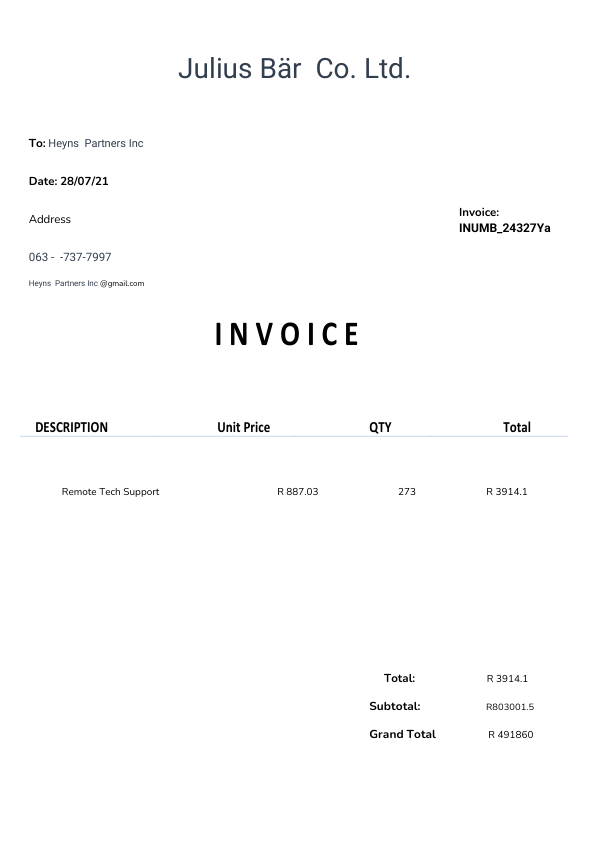 Julius Bär  Co. Ltd.
To: Heyns  Partners Inc
Date: 28/07/21
Address
Invoice:
INUMB_24327Ya
063 -  -737-7997
Heyns  Partners Inc @gmail.com
INVOICE
DESCRIPTION Unit Price QTY Total
Remote Tech Support R 887.03 273 R 3914.1
Total: R 3914.1
Subtotal: R803001.5
Grand Total R 491860